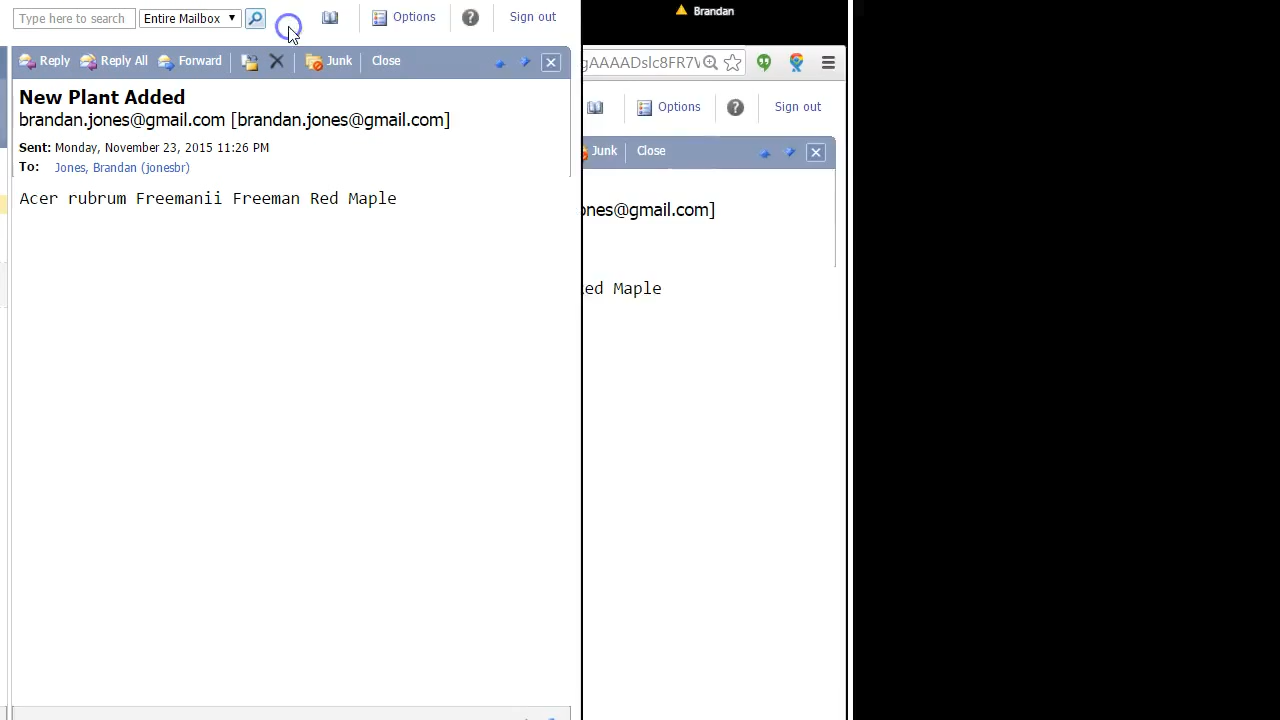 Type here to search Entire Mailbox Options Sign out
Reply Reply All Forward Junk Close
New Plant Added
brandan.jones@gmail.com [brandan.jones@gmail.com]
Sent: Monday, November 23, 2015 11:26 PM
To: Jones, Brandan (jonesbr)
Acer rubrum Freemanii Freeman Red Maple
Brandan
gAAAADslc8FR7V
Options Sign out
Junk Close
ones@gmail.com]
Red Maple